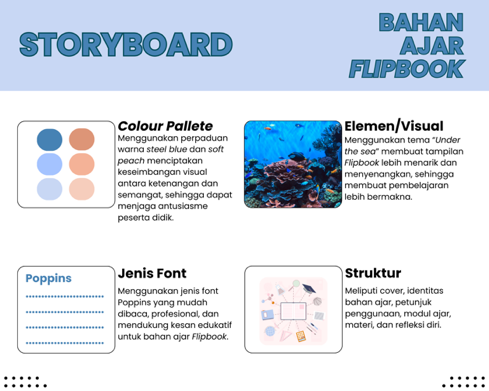 STORYBOARD
BAHAN
AJAR
FLIPBOOK
Colour Pallete
Menggunakan perpaduan
warna steel blue dan soft
peach menciptakan
keseimbangan visual
antara ketenangan dan
semangat, sehingga dapat
menjaga antusiasme
peserta didik.
Elemen/Visual
Menggunakan tema "Under
the sea" membuat tampilan
Flipbook lebih menarik dan
menyenangkan, sehingga
membuat pembelajaran
lebih bermakna.
Poppins
Jenis Font
Menggunakan jenis font
Poppins yang mudah
dibaca, profesional, dan
mendukung kesan edukatif
untuk bahan ajar Flipbook.
Struktur
Meliputi cover, identitas
bahan ajar, petunjuk
penggunaan, modul ajar,
materi, dan refleksi diri.